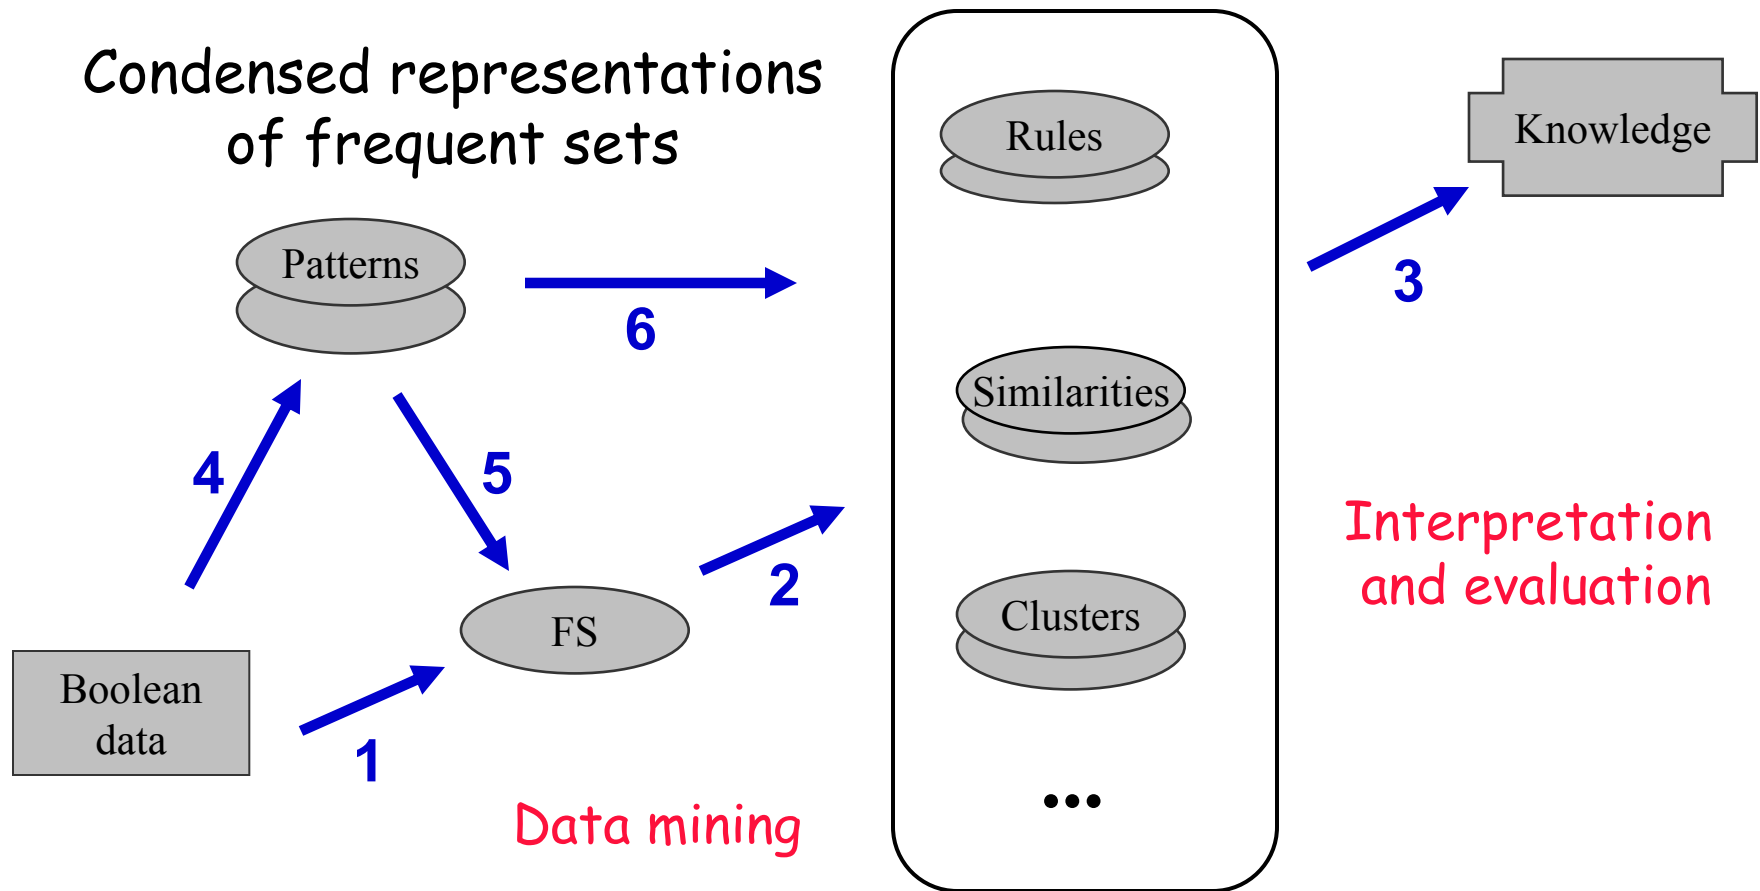 Condensed representations
of frequent sets
Rules
Knowledge
Patterns
3
6
Similarities
4
5
Interpretation
and evaluation
2
Clusters
FS
Boolean
data
1
...
Data mining